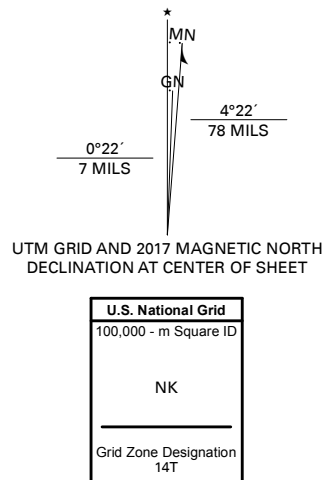 ★
MN
GN
4°22´
78 MILS
0°22´
7 MILS
UTM GRID AND 2017 MAGNETIC NORTH
DECLINATION AT CENTER OF SHEET
U.S. National Grid
100,000 - m Square ID
NK
Grid Zone Designation
14T